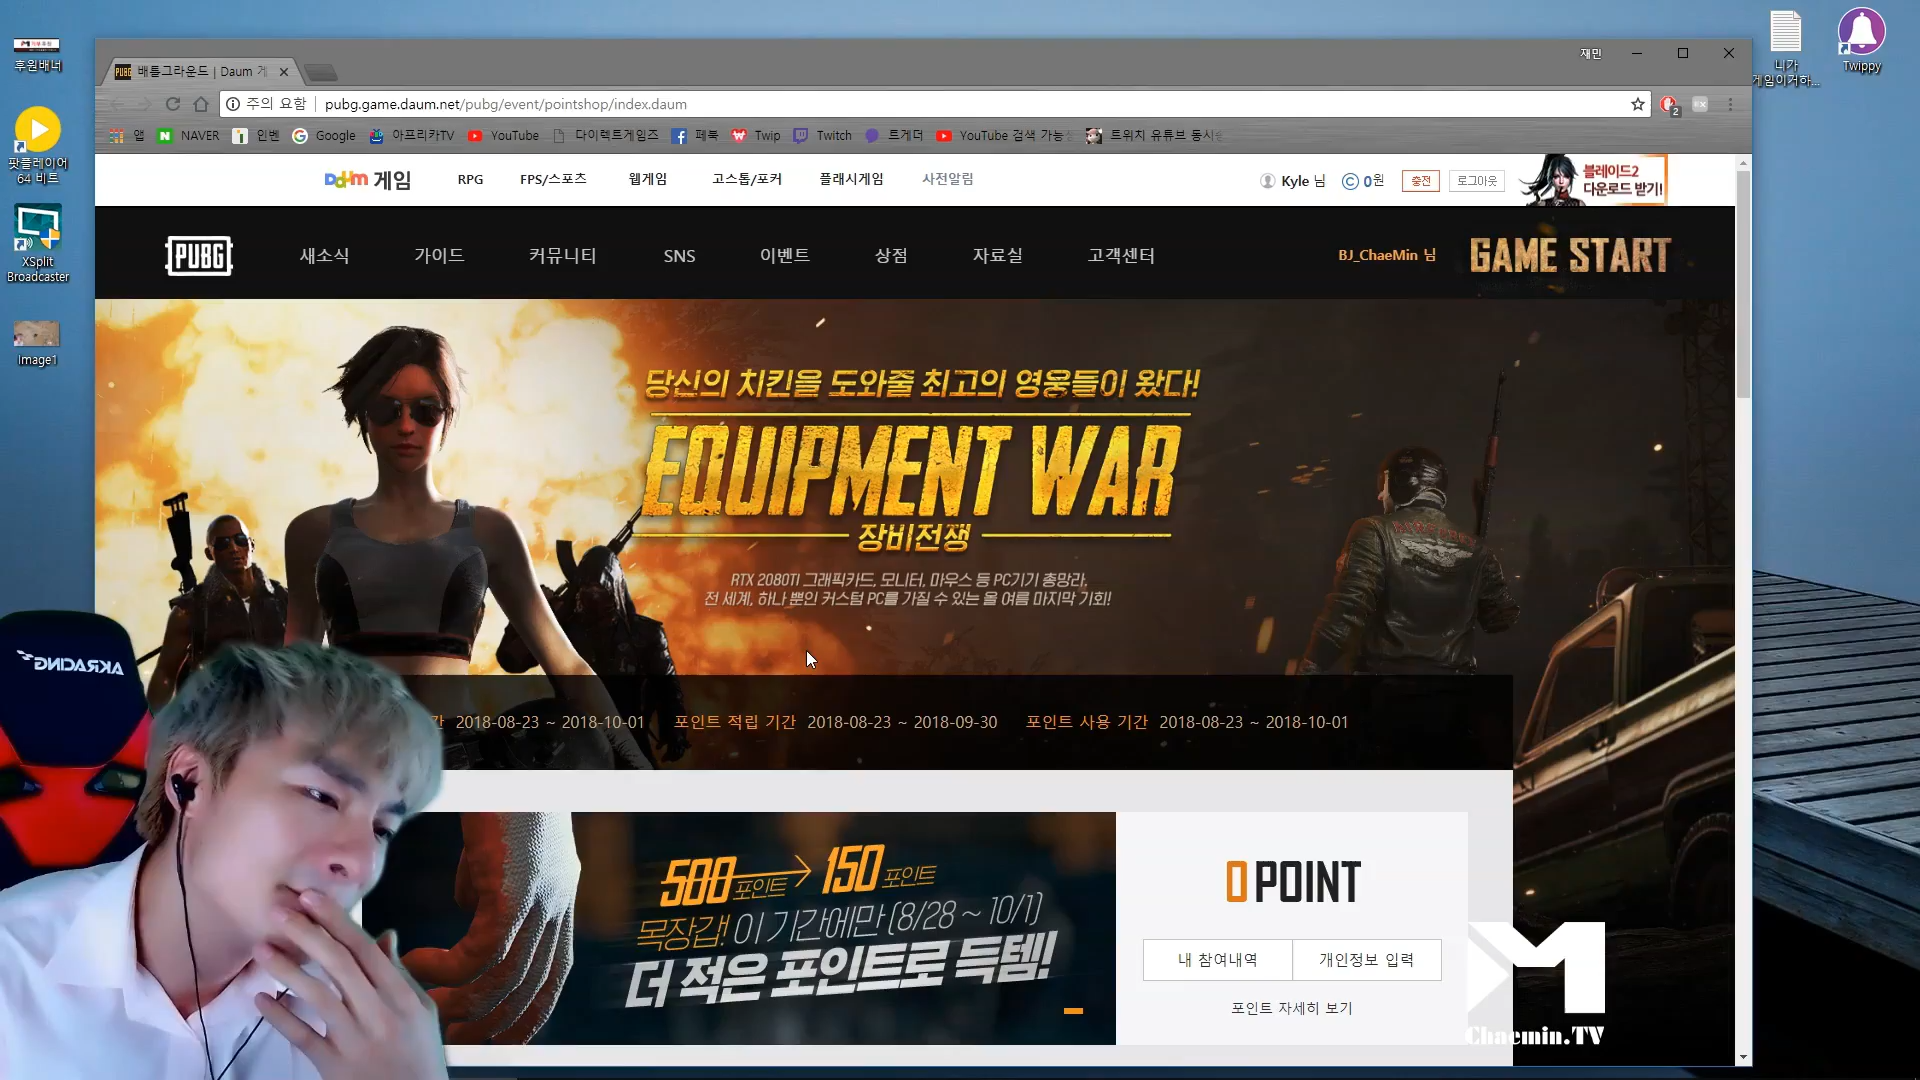 후원배너
팟플레이어
64 비트
XSplit
Broadcaster
Image1
니가
게임이거하...
Twippy
재민
배틀그라운드 | Daum 게
주의 요함
pubg.game.daum.net/pubg/event/pointshop/index.daum
앱 NAVER 인벤 Google 아프리카TV YouTube 다이렉트게임즈 페북 Twip Twitch 트게더 YouTube 검색 가능 트위치 유튜브 동시
2
Daum 게임 RPG FPS/스포츠 웹게임 고스톱/포커 플래시게임 사전알림
Kyle 님 0원 충전 로그아웃
블레이드2
다운로드 받기!
PUBG 새소식 가이드 커뮤니티 SNS 이벤트 상점 자료실 고객센터 BJ_ChaeMin 님 GAME START
당신의 치킨을 도와줄 최고의 영웅들이 왔다!
EQUIPMENT WAR
장비전쟁
RTX 2080TI 그래픽카드, 모니터, 마우스 등 PC기기 총망라,
전 세계, 하나 뿐인 커스텀 PC를 가질 수 있는 올 여름 마지막 기회!
간 2018-08-23 ~ 2018-10-01 포인트 적립 기간 2018-08-23 ~ 2018-09-30 포인트 사용 기간 2018-08-23 ~ 2018-10-01
AKRACING
500포인트 150포인트
목장갑! 이 기간에만 (8/28 ~ 10/1)
더 적은 포인트로 득템!
0 POINT
내 참여내역 개인정보 입력
포인트 자세히 보기
Chaemin.TV